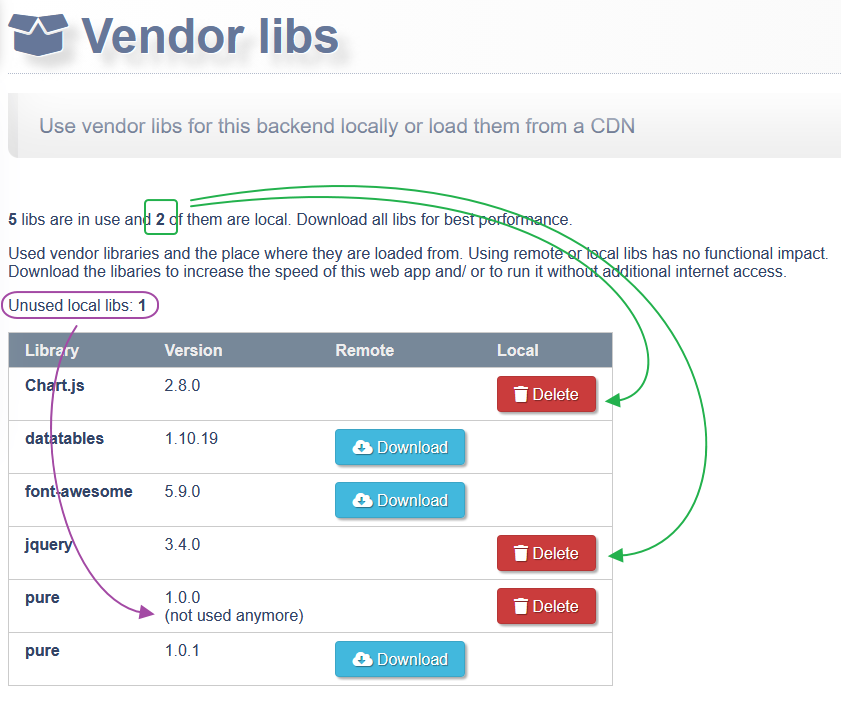 Vendor libs
Use vendor libs for this backend locally or load them from a CDN
5 libs are in use and 2 of them are local. Download all libs for best performance.
Used vendor libraries and the place where they are loaded from. Using remote or local libs has no functional impact.
Download the libaries to increase the speed of this web app and/ or to run it without additional internet access.
Unused local libs: 1
Library Version Remote Local
Chart.js 2.8.0 Delete
datatables 1.10.19 Download
font-awesome 5.9.0 Download
jquery 3.4.0 Delete
pure 1.0.0 Delete
(not used anymore)
pure 1.0.1 Download